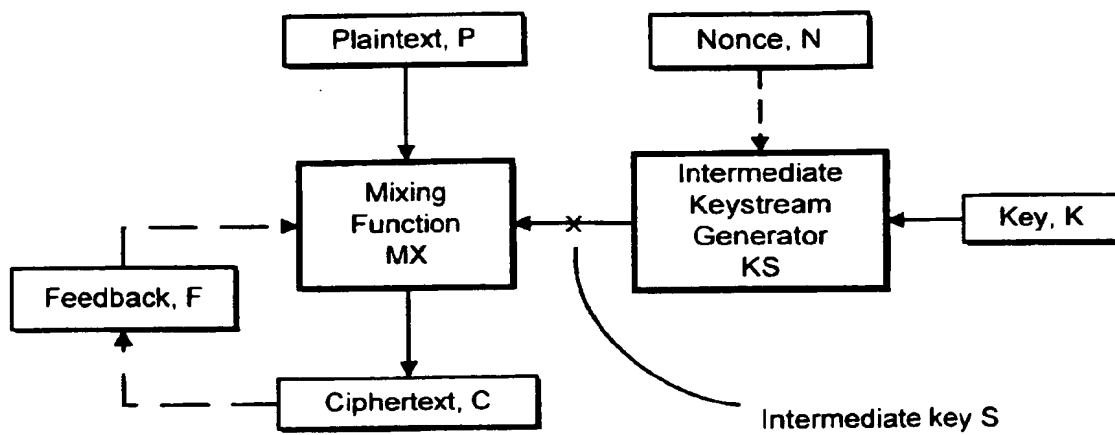 Plaintext, P
Nonce, N
Mixing
Function
MX
Intermediate
Keystream
Generator
KS
Key, K
Feedback, F
Ciphertext, C
Intermediate key S